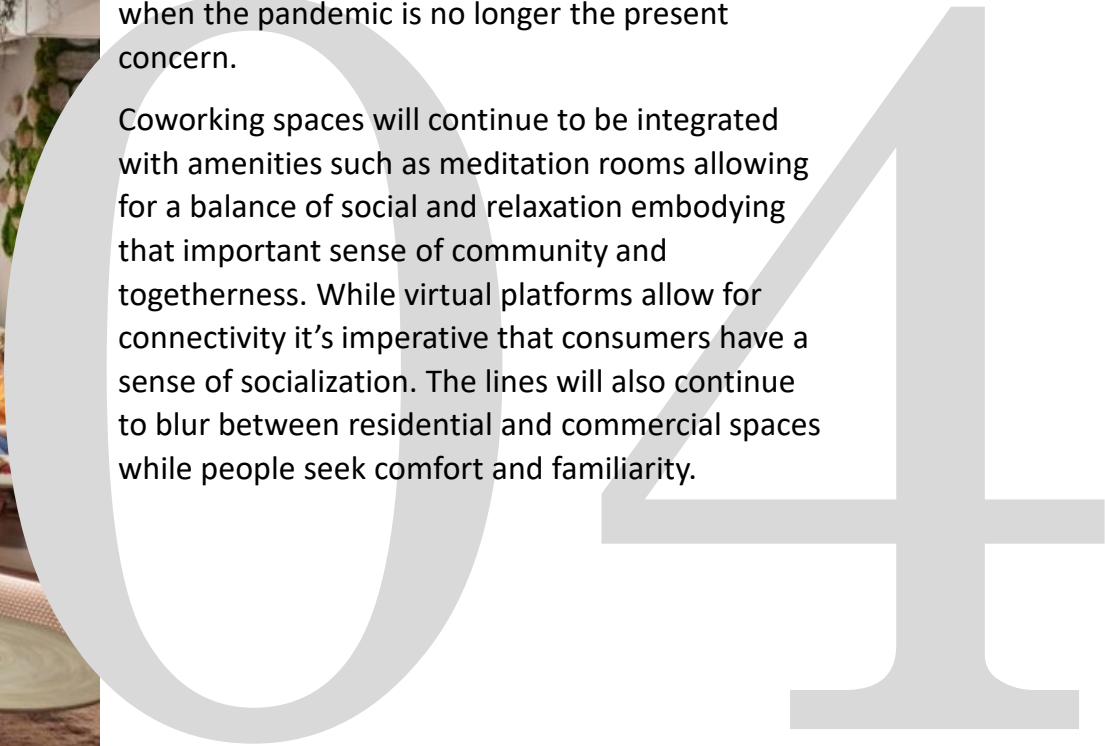 when the pandemic is no longer the present
concern.
Coworking spaces will continue to be integrated
with amenities such as meditation rooms allowing
for a balance of social and relaxation embodying
that important sense of community and
togetherness. While virtual platforms allow for
connectivity it’s imperative that consumers have a
sense of socialization. The lines will also continue
to blur between residential and commercial spaces
while people seek comfort and familiarity.
04